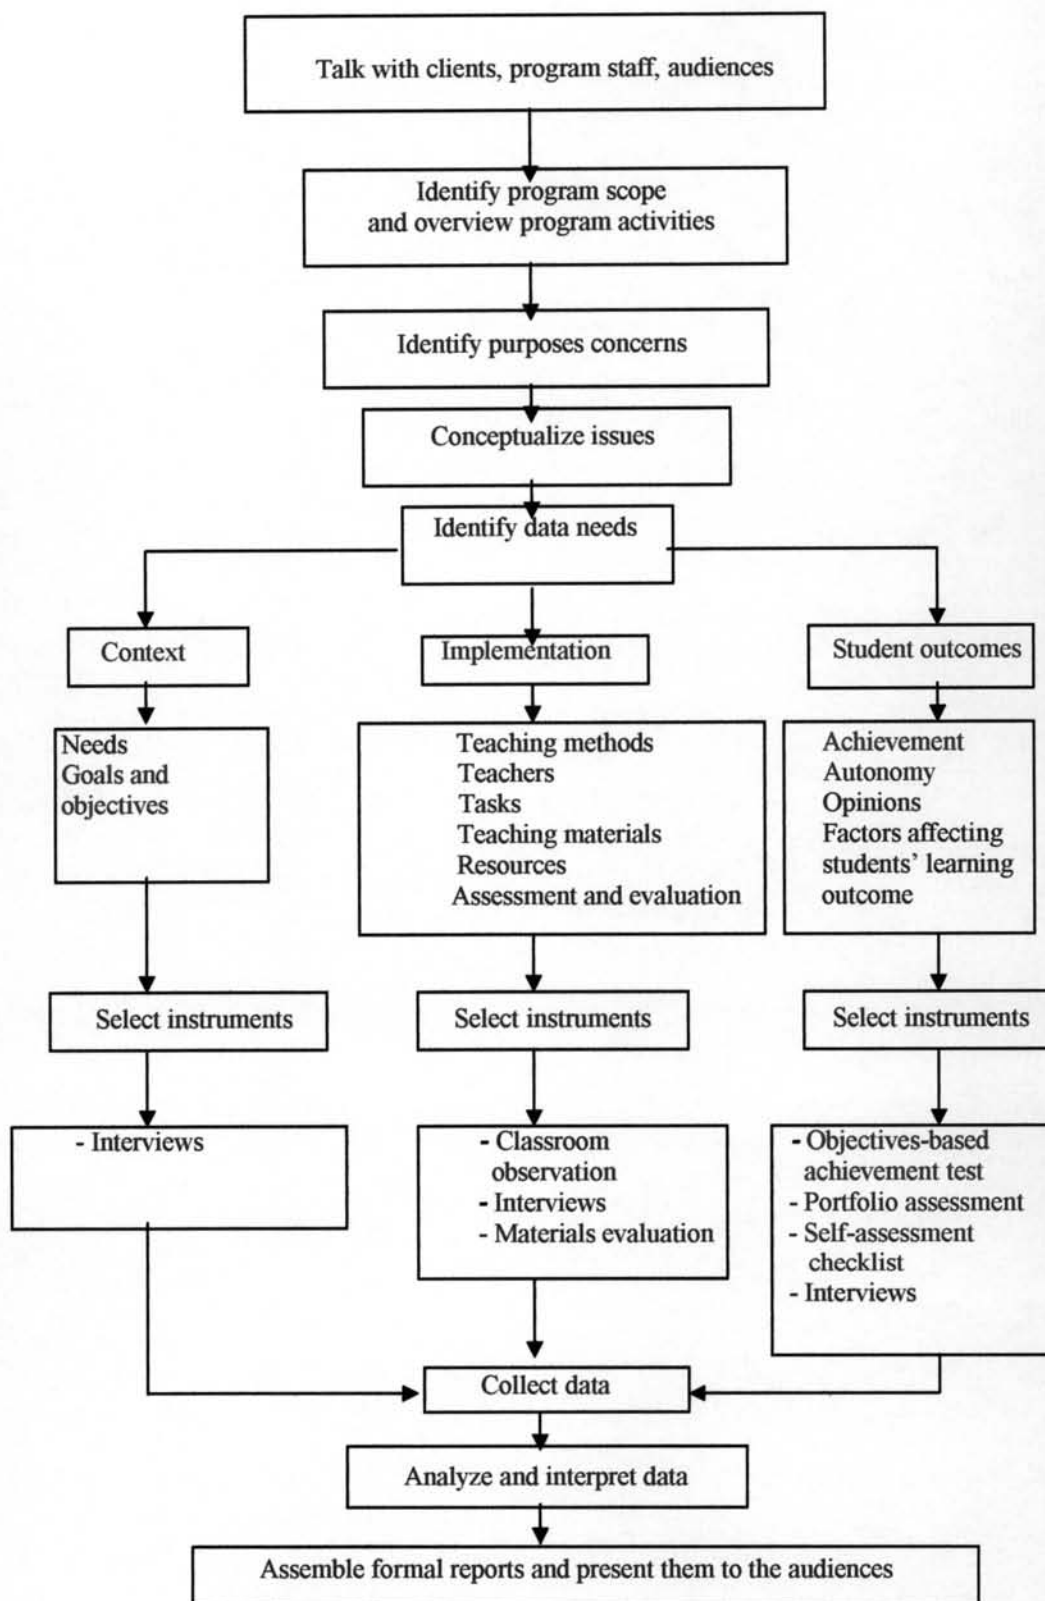 Talk with clients, program staff, audiences
Identify program scope
and overview program activities
Identify purposes concerns
Conceptualize issues
Identify data needs
Context
Needs
Goals and
objectives
Select instruments
- Interviews
Implementation
Teaching methods
Teachers
Tasks
Teaching materials
Resources
Assessment and evaluation
Select instruments
- Classroom
observation
- Interviews
- Materials evaluation
Student outcomes
Achievement
Autonomy
Opinions
Factors affecting
students’ learning
outcome
Select instruments
- Objectives-based
achievement test
- Portfolio assessment
- Self-assessment
checklist
- Interviews
Collect data
Analyze and interpret data
Assemble formal reports and present them to the audiences